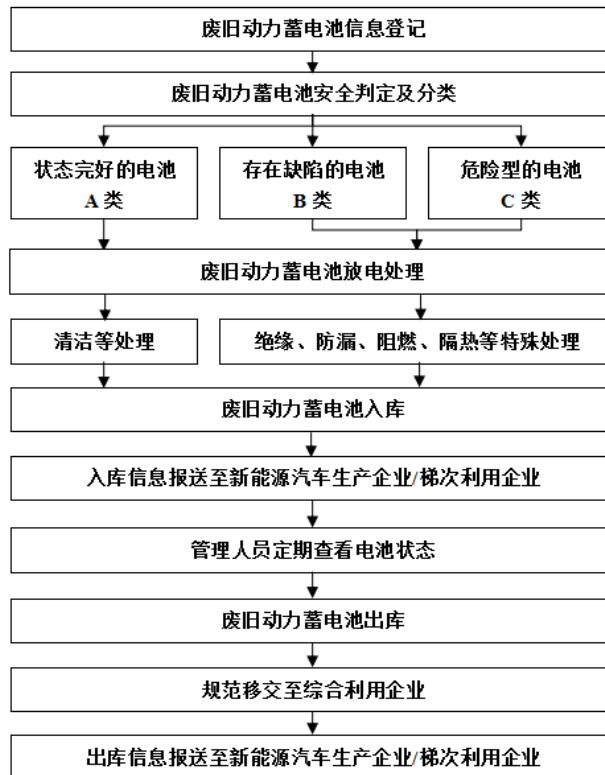 废旧动力蓄电池信息登记
废旧动力蓄电池安全判定及分类
状态完好的电池
A 类
存在缺陷的电池
B 类
危险型的电池
C 类
废旧动力蓄电池放电处理
清洁等处理
绝缘、防漏、阻燃、隔热等特殊处理
废旧动力蓄电池入库
入库信息报送至新能源汽车生产企业/梯次利用企业
管理人员定期查看电池状态
废旧动力蓄电池出库
规范移交至综合利用企业
出库信息报送至新能源汽车生产企业/梯次利用企业